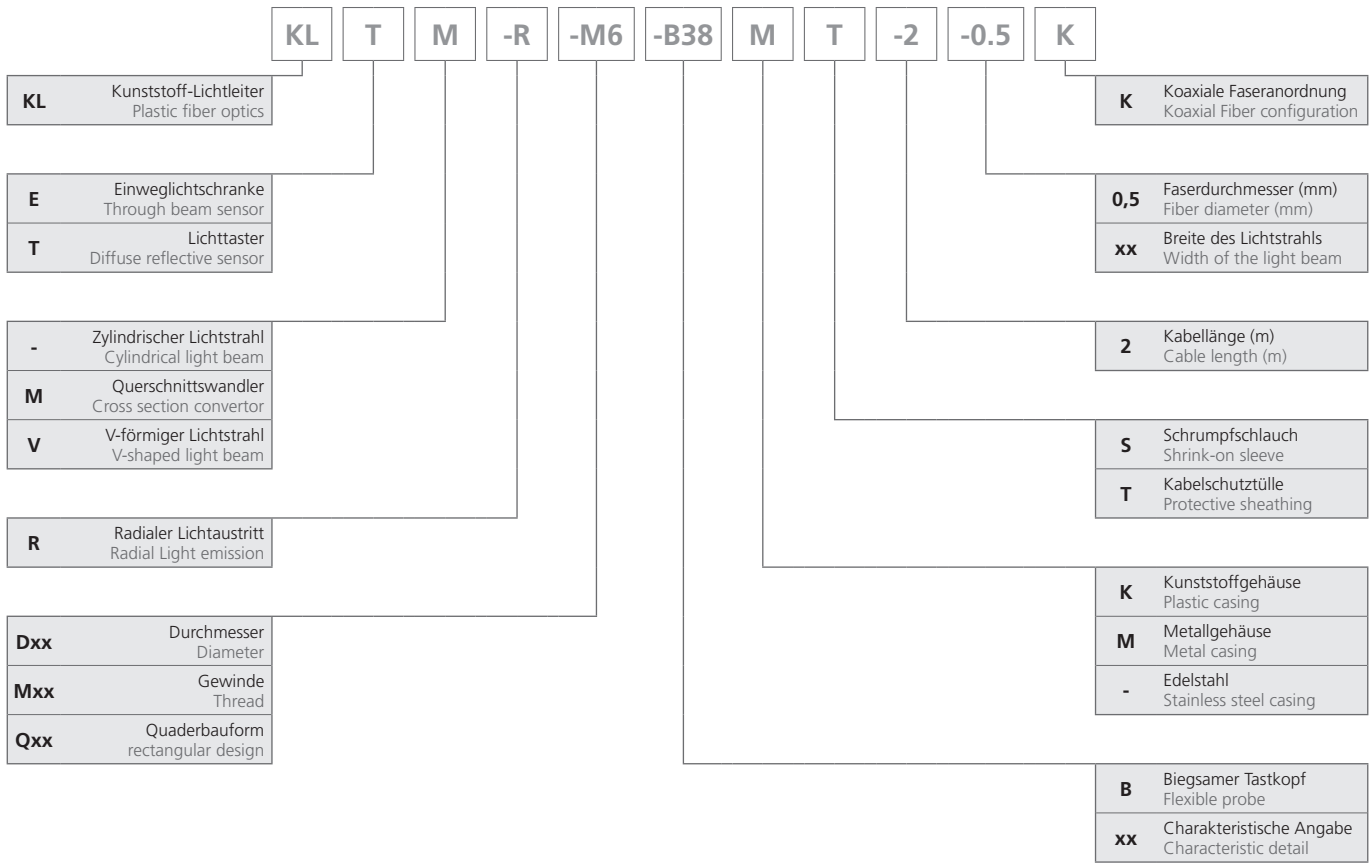 KL T M -R -M6 -B38 M T -2 -0.5 K
KL
Kunststoff-Lichtleiter
Plastic fiber optics
E
Einweglichtschranke
Through beam sensor
T
Lichttaster
Diffuse reflective sensor
-
Zylindrischer Lichtstrahl
Cylindrical light beam
M
Querschnittswandler
Cross section convertor
V
V-förmiger Lichtstrahl
V-shaped light beam
R
Radialer Lichtaustritt
Radial Light emission
Dxx
Durchmesser
Diameter
Mxx
Gewinde
Thread
Qxx
Quaderbauform
rectangular design
K
Koaxiale Faseranordnung
Koaxial Fiber configuration
0,5
Faserdurchmesser (mm)
Fiber diameter (mm)
xx
Breite des Lichtstrahls
Width of the light beam
2
Kabellänge (m)
Cable length (m)
S
Schrumpfschlauch
Shrink-on sleeve
T
Kabelschutztülle
Protective sheathing
K
Kunststoffgehäuse
Plastic casing
M
Metallgehäuse
Metal casing
-
Edelstahl
Stainless steel casing
B
Biegsamer Tastkopf
Flexible probe
xx
Charakteristische Angabe
Characteristic detail